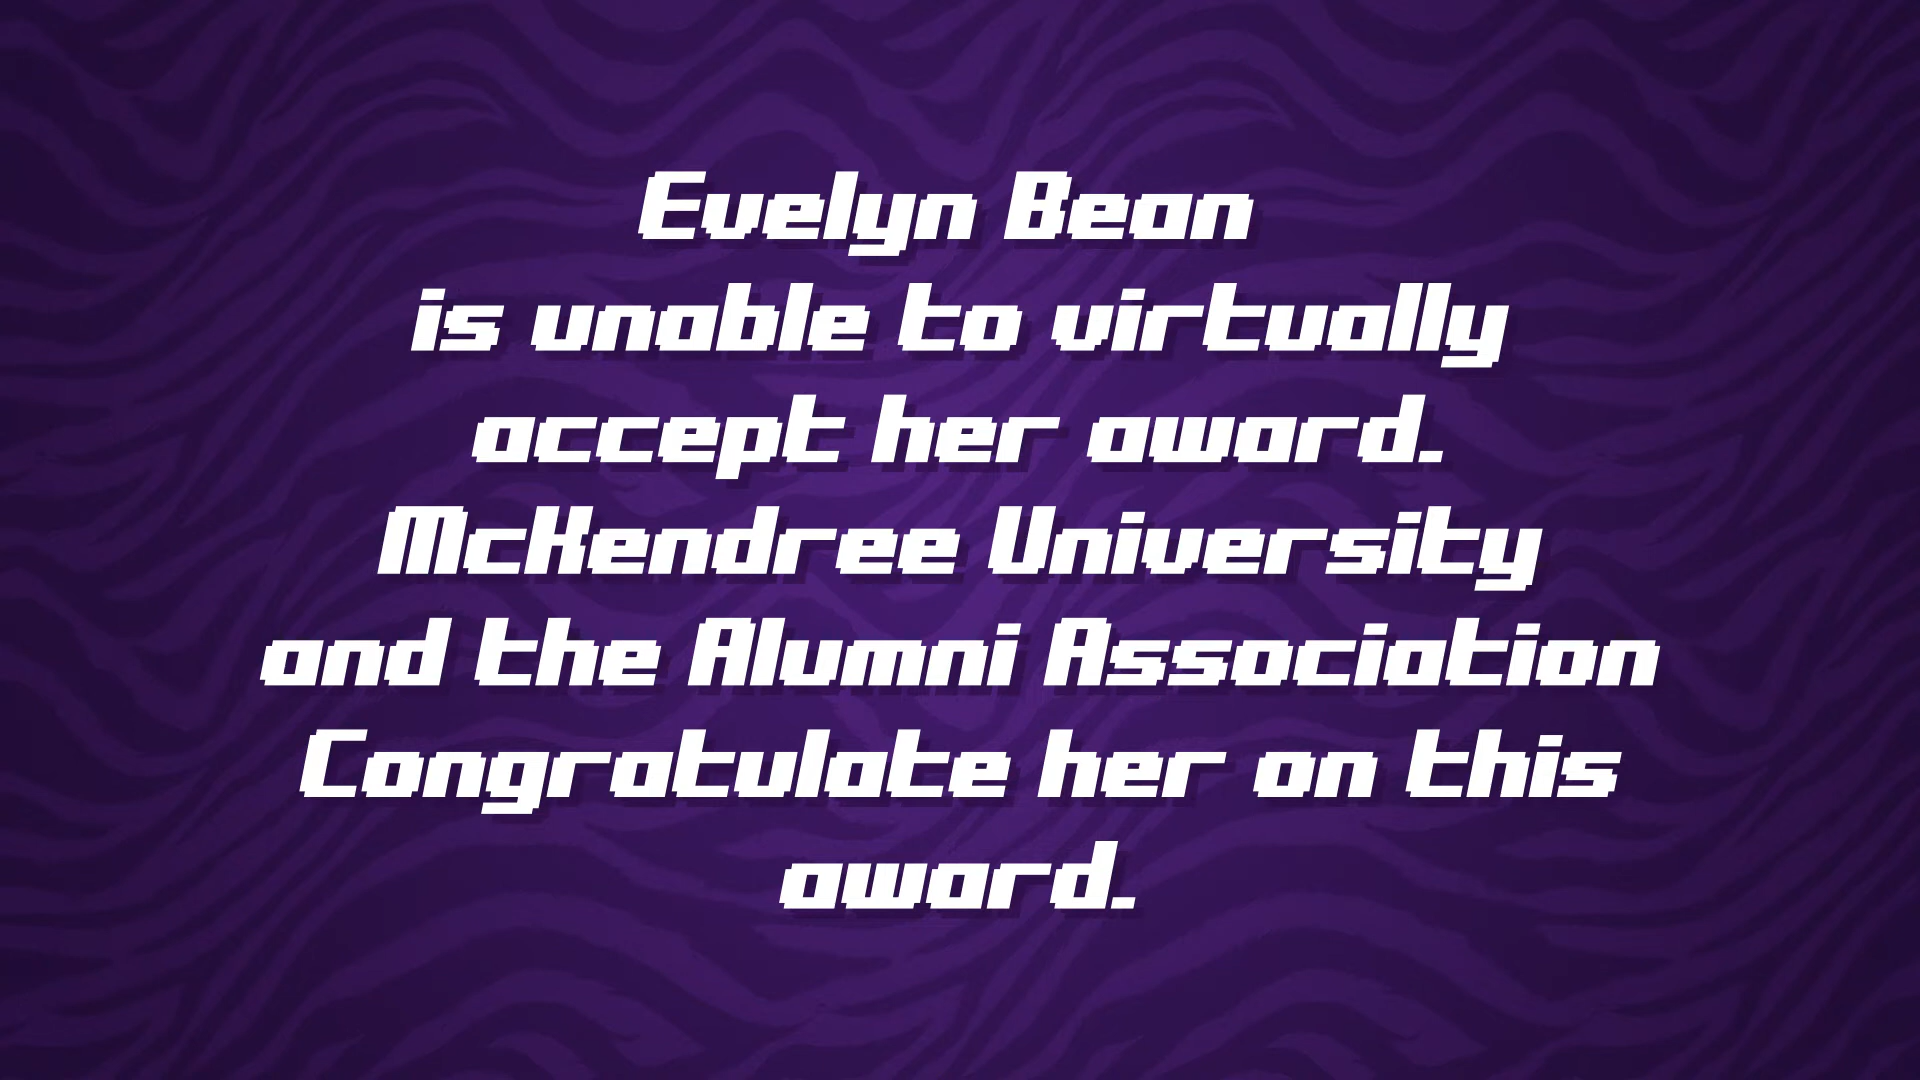 Evelyn Bean
is unable to virtually
accept her award.
McKendree University
and the Alumni Association
Congratulate her on this
award.